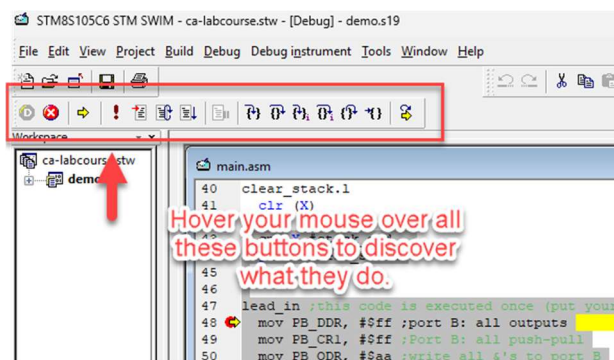 STM8S105C6 STM SWIM - ca-labcourse.stw - [Debug] - demo.s19
File Edit View Project Build Debug Debug instrument Tools Window Help
Workspace
ca-labcourse.stw
demo
main.asm
40 clear_stack.l
41 clr (X)
Hover your mouse over all
these buttons to discover
what they do.
45
46
47 lead_in ;this code is executed once (put your
48 mov PB_DDR, #$ff ;port B: all outputs
49 mov PB_CR1, #$ff ;Port B: all push-pull
50 mov PB_ODR, #$aa ;write all 4's to port B